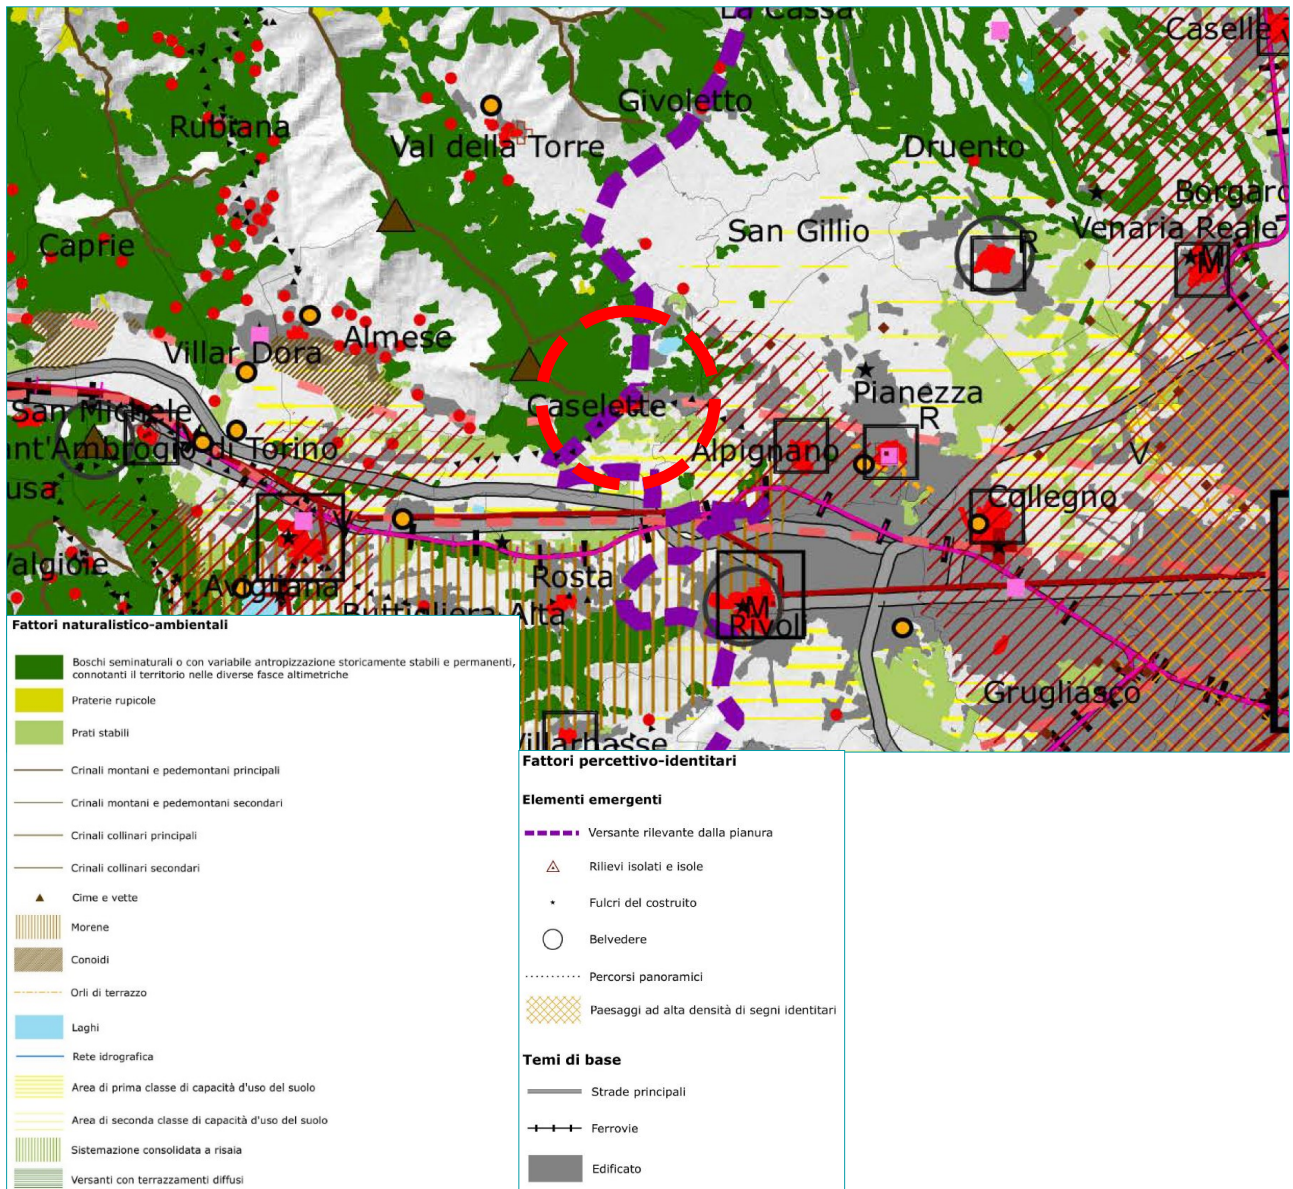 La Cassa
Caselle
Givoletto
Rubiana
Val della Torre
Druento
Borgaro
San Gillio
R
Venaria Reale
M
Caprie
Almese
Villar Dora
Caselette
Pianezza
R
San Michele
Alpignano
V
ant'Ambrogio di Torino
usa
Collegno
Valgioie
Avigliana
Rosta
Buttigliera Alta
M
Rivoli
Grugliasco
Villarbasse
Fattori naturalistico-ambientali
Boschi seminaturali o con variabile antropizzazione storicamente stabili e permanenti,
connotanti il territorio nelle diverse fasce altimetriche
Praterie rupicole
Prati stabili
Crinali montani e pedemontani principali
Crinali montani e pedemontani secondari
Crinali collinari principali
Crinali collinari secondari
Cime e vette
Morene
Conoidi
Orli di terrazzo
Laghi
Rete idrografica
Area di prima classe di capacità d'uso del suolo
Area di seconda classe di capacità d'uso del suolo
Sistemazione consolidata a risaia
Versanti con terrazzamenti diffusi
Fattori percettivo-identitari
Elementi emergenti
Versante rilevante dalla pianura
Rilievi isolati e isole
Fulcri del costruito
Belvedere
Percorsi panoramici
Paesaggi ad alta densità di segni identitari
Temi di base
Strade principali
Ferrovie
Edificato